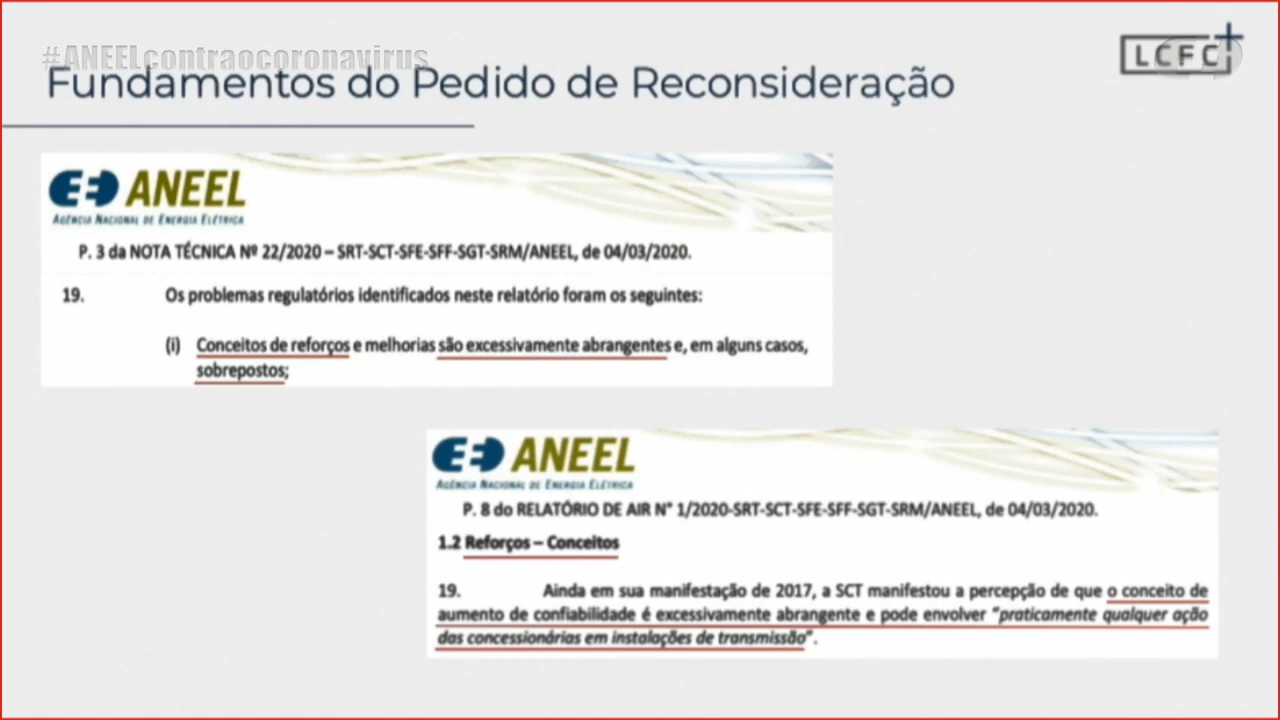 #ANEELcontraocoronavirus
Fundamentos do Pedido de Reconsideração
LCFC
ANEEL
AGÊNCIA NACIONAL DE ENERGIA ELÉTRICA
P. 3 da NOTA TÉCNICA Nº 22/2020 – SRT-SCT-SFE-SFF-SGT-SRM/ANEEL, de 04/03/2020.
19. Os problemas regulatórios identificados neste relatório foram os seguintes:
(i) Conceitos de reforços e melhorias são excessivamente abrangentes e, em alguns casos,
sobrepostos;
ANEEL
AGÊNCIA NACIONAL DE ENERGIA ELÉTRICA
P. 8 do RELATÓRIO DE AIR N° 1/2020-SRT-SCT-SFE-SFF-SGT-SRM/ANEEL, de 04/03/2020.
1.2 Reforços – Conceitos
19. Ainda em sua manifestação de 2017, a SCT manifestou a percepção de que o conceito de
aumento de confiabilidade é excessivamente abrangente e pode envolver “praticamente qualquer ação
das concessionárias em instalações de transmissão”.